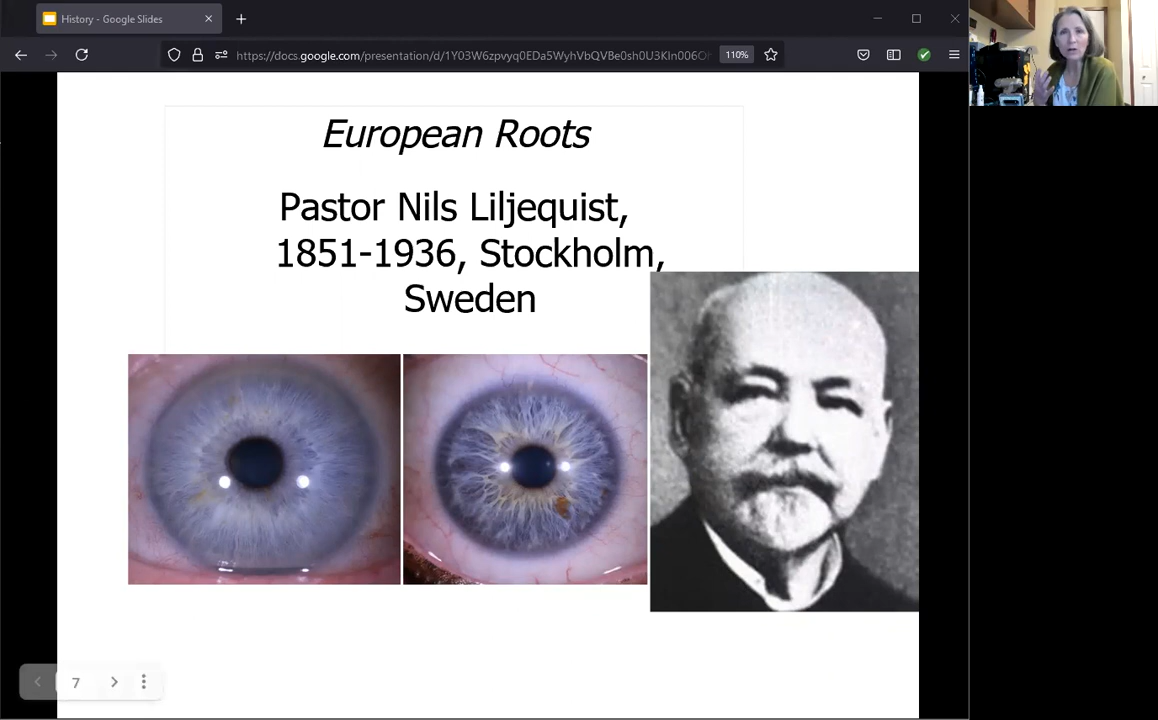 History - Google Slides
https://docs.google.com/presentation/d/1Y03W6zpvyq0EDa5WyhVbQVBe0sh0U3KIn006O
110%
European Roots
Pastor Nils Liljequist,
1851-1936, Stockholm,
Sweden
7